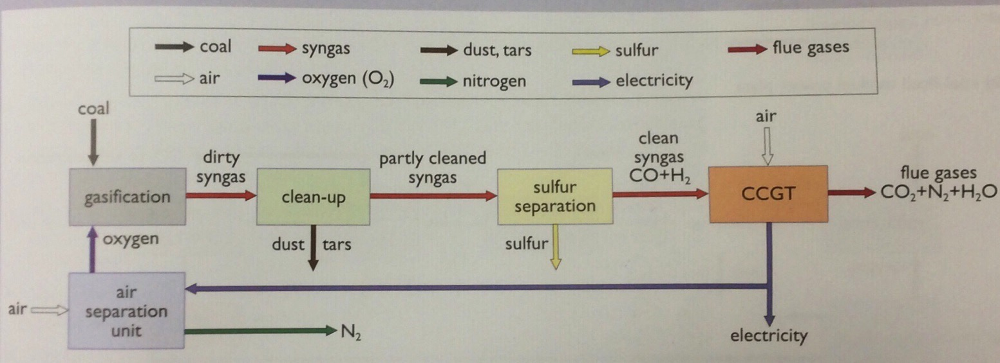 coal
syngas
dust, tars
sulfur
flue gases
air
oxygen (O₂)
nitrogen
electricity
coal
air
dirty
syngas
partly cleaned
syngas
clean
syngas
CO+H₂
flue gases
CO₂+N₂+H₂O
gasification
clean-up
sulfur
separation
CCGT
oxygen
dust
tars
sulfur
air
air
separation
unit
N₂
electricity